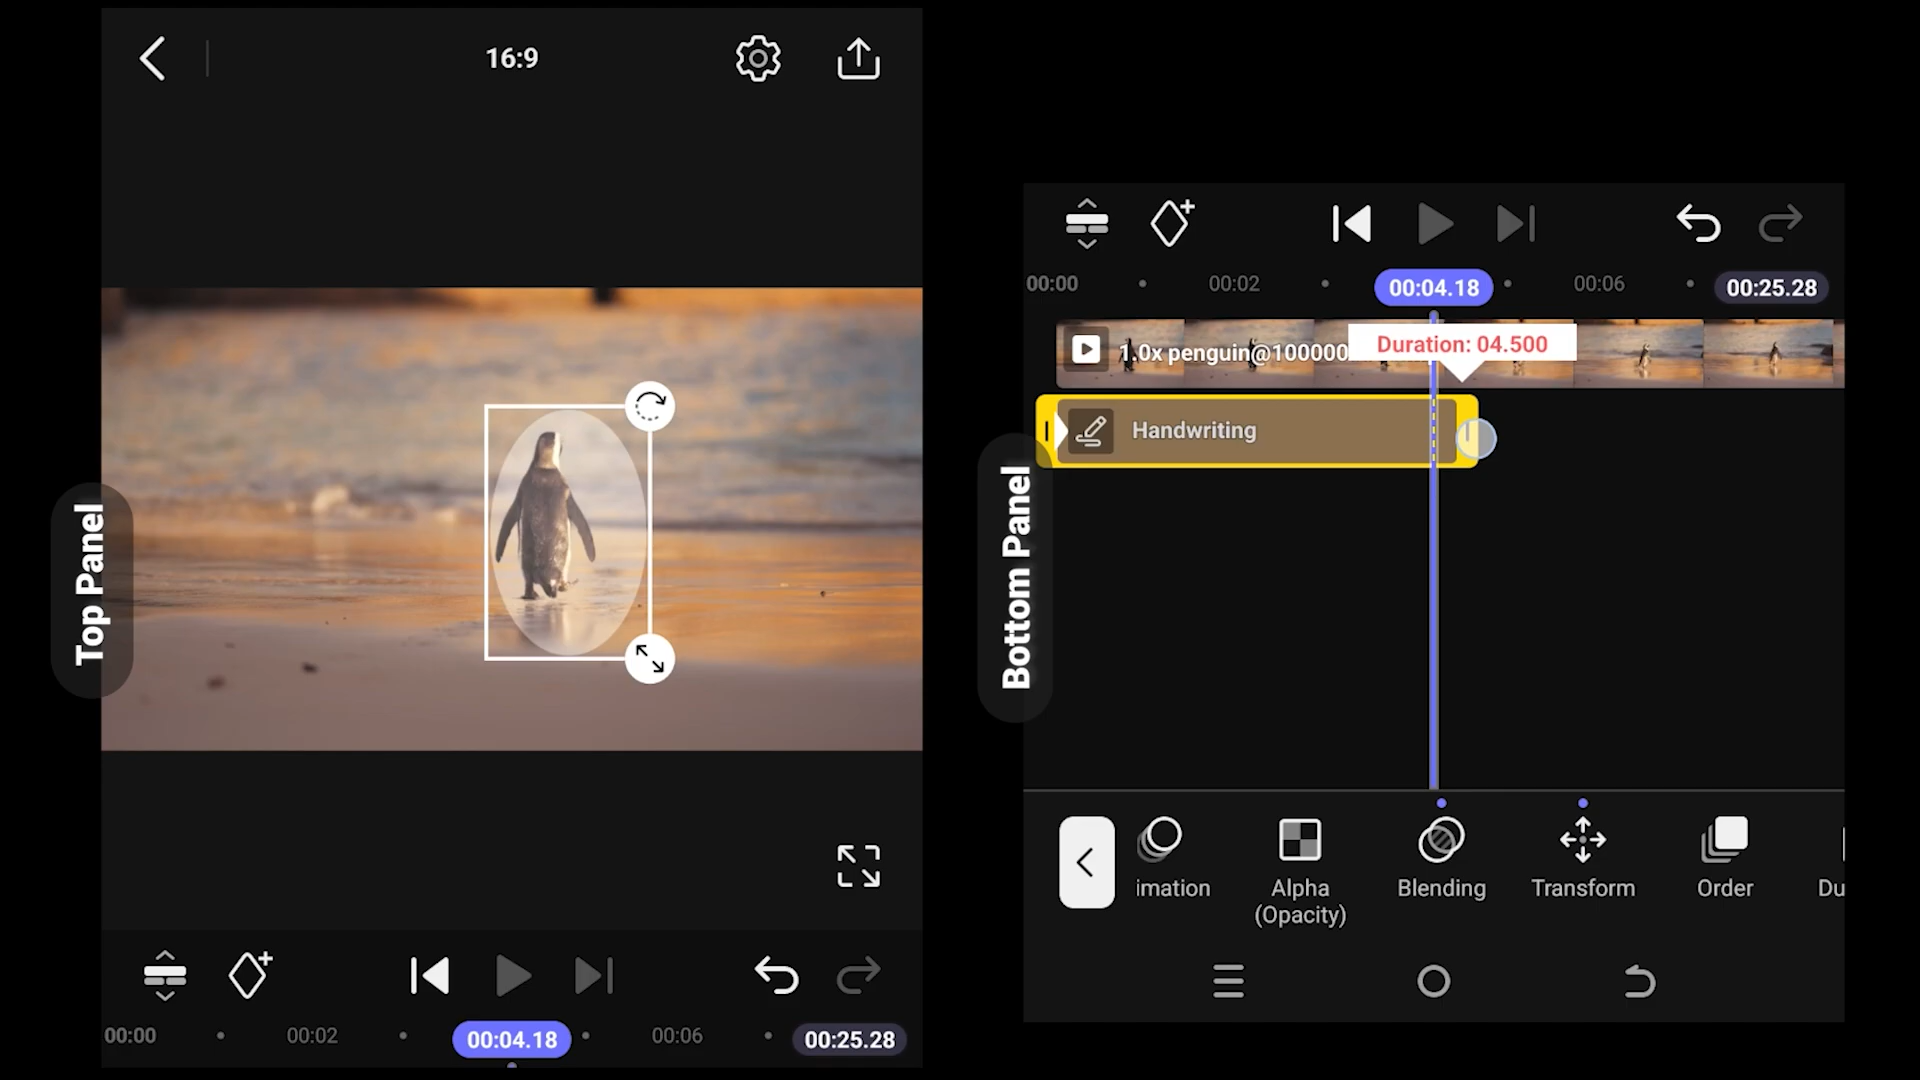 16:9
Top Panel
00:00
00:02
00:04.18
00:06
00:25.28
Bottom Panel
00:00
00:02
00:04.18
00:06
00:25.28
1.0x penguin@100000
Duration: 04.500
Handwriting
imation
Alpha
(Opacity)
Blending
Transform
Order
Du